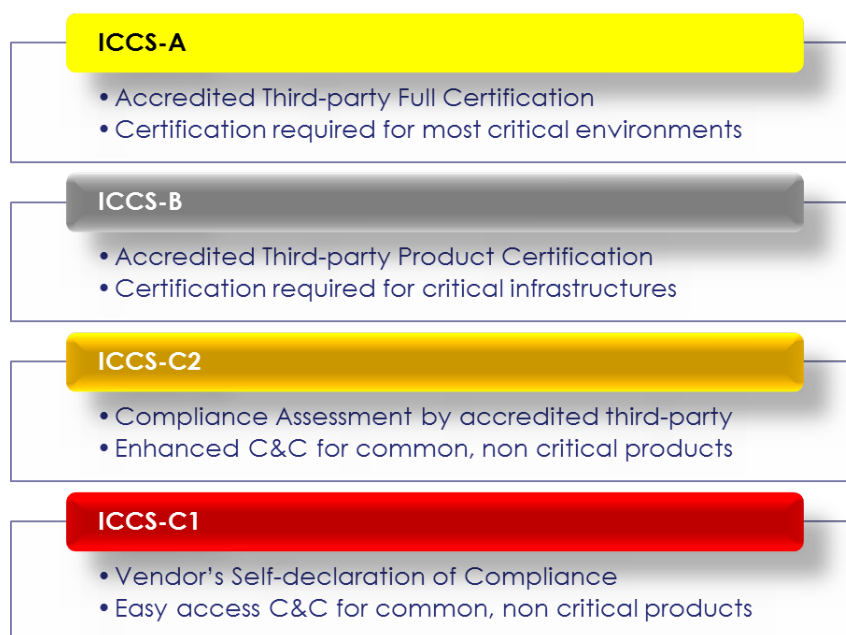 ICCS-A
• Accredited Third-party Full Certification
• Certification required for most critical environments
ICCS-B
• Accredited Third-party Product Certification
• Certification required for critical infrastructures
ICCS-C2
• Compliance Assessment by accredited third-party
• Enhanced C&C for common, non critical products
ICCS-C1
• Vendor's Self-declaration of Compliance
• Easy access C&C for common, non critical products